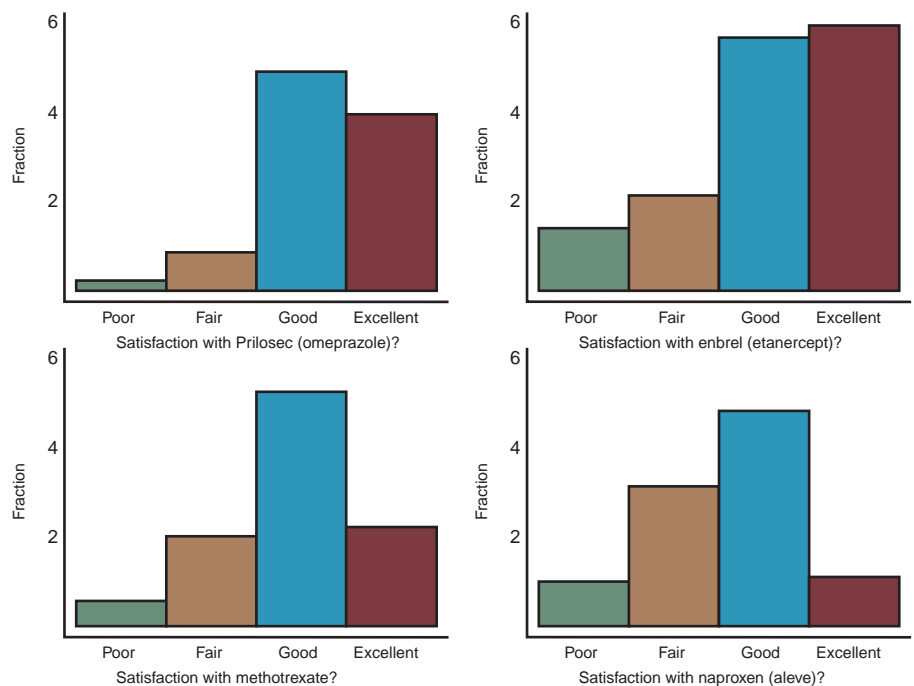 6
4
2
Fraction
Poor Fair Good Excellent
Satisfaction with Prilosec (omeprazole)?
6
4
2
Fraction
Poor Fair Good Excellent
Satisfaction with enbrel (etanercept)?
6
4
2
Fraction
Poor Fair Good Excellent
Satisfaction with methotrexate?
6
4
2
Fraction
Poor Fair Good Excellent
Satisfaction with naproxen (aleve)?